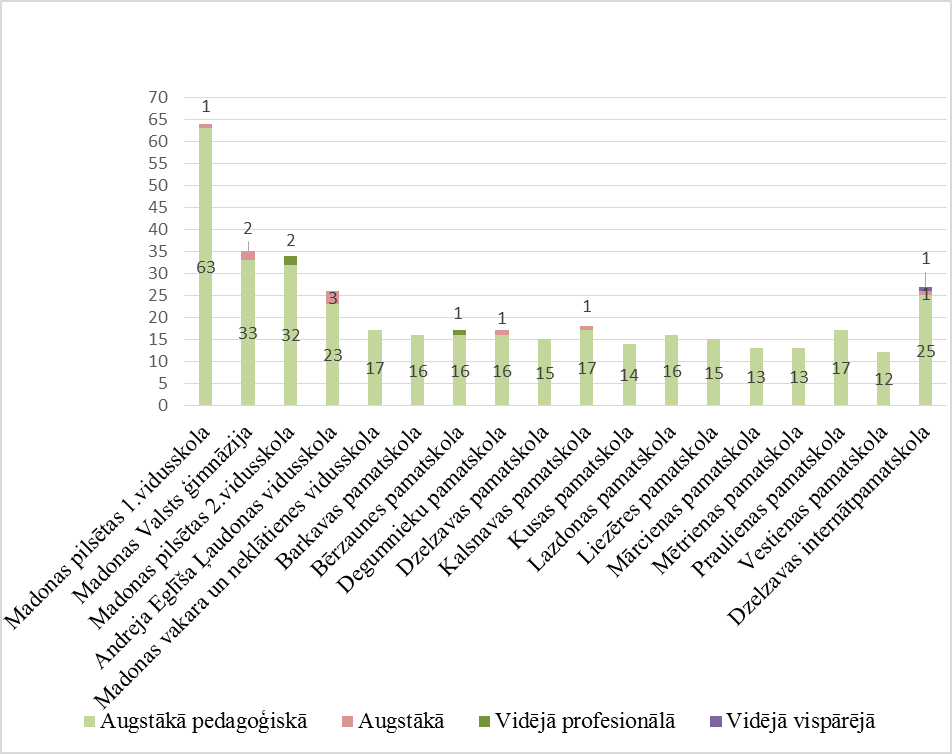 70
65
60
55
50
45
40
35
30
25
20
15
10
5
0
1
63
2
33
2
32
3
23
17
16
1
16
1
16
15
1
17
14
16
15
13
13
17
12
1
1
25
Madonas pilsētas 1.vidusskola
Madonas Valsts ģimnāzija
Madonas pilsētas 2.vidusskola
Andreja Eglīša Ļaudonas vidusskola
Madonas vakara un neklātienes vidusskola
Barkavas pamatskola
Bērzaunes pamatskola
Degumnieku pamatskola
Dzelzavas pamatskola
Kalsnavas pamatskola
Kusas pamatskola
Lazdonas pamatskola
Liezēres pamatskola
Mārcienas pamatskola
Mētrienas pamatskola
Praulienas pamatskola
Vestienas pamatskola
Dzelzavas internātpamatskola
Augstākā pedagoģiskā
Augstākā
Vidējā profesionālā
Vidējā vispārējā